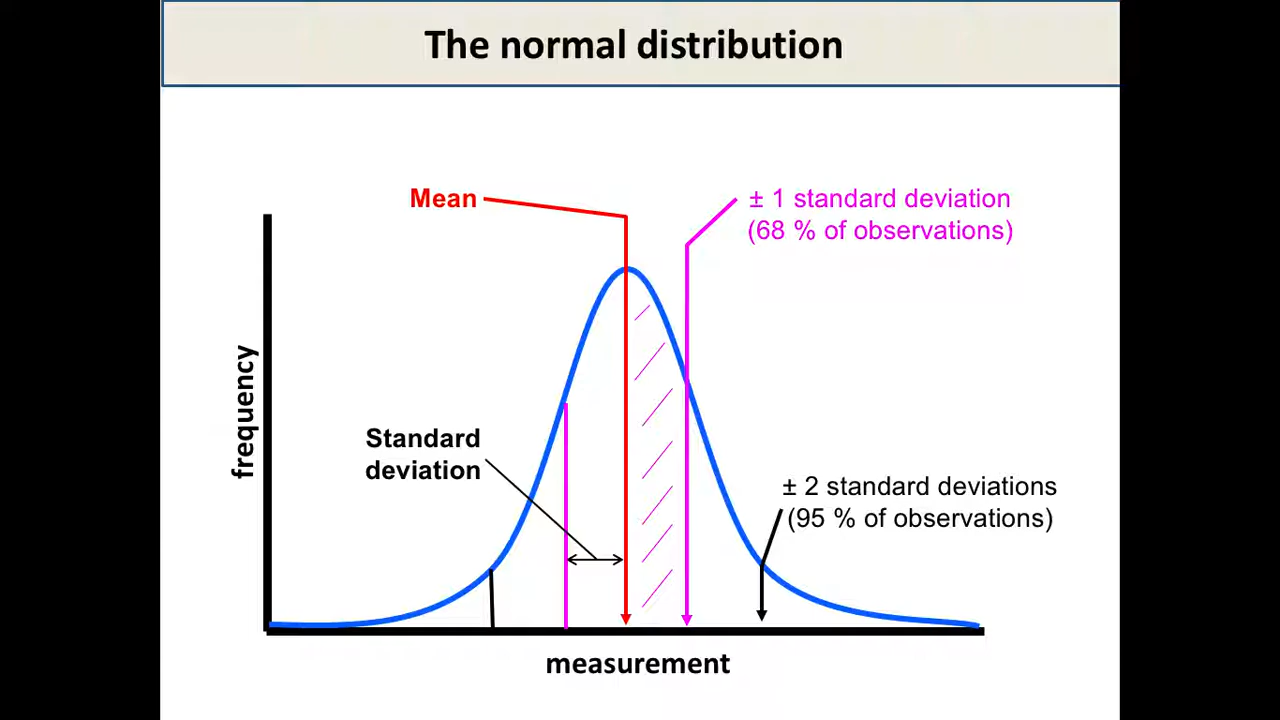 The normal distribution
Mean
± 1 standard deviation
(68 % of observations)
frequency
Standard
deviation
± 2 standard deviations
(95 % of observations)
measurement